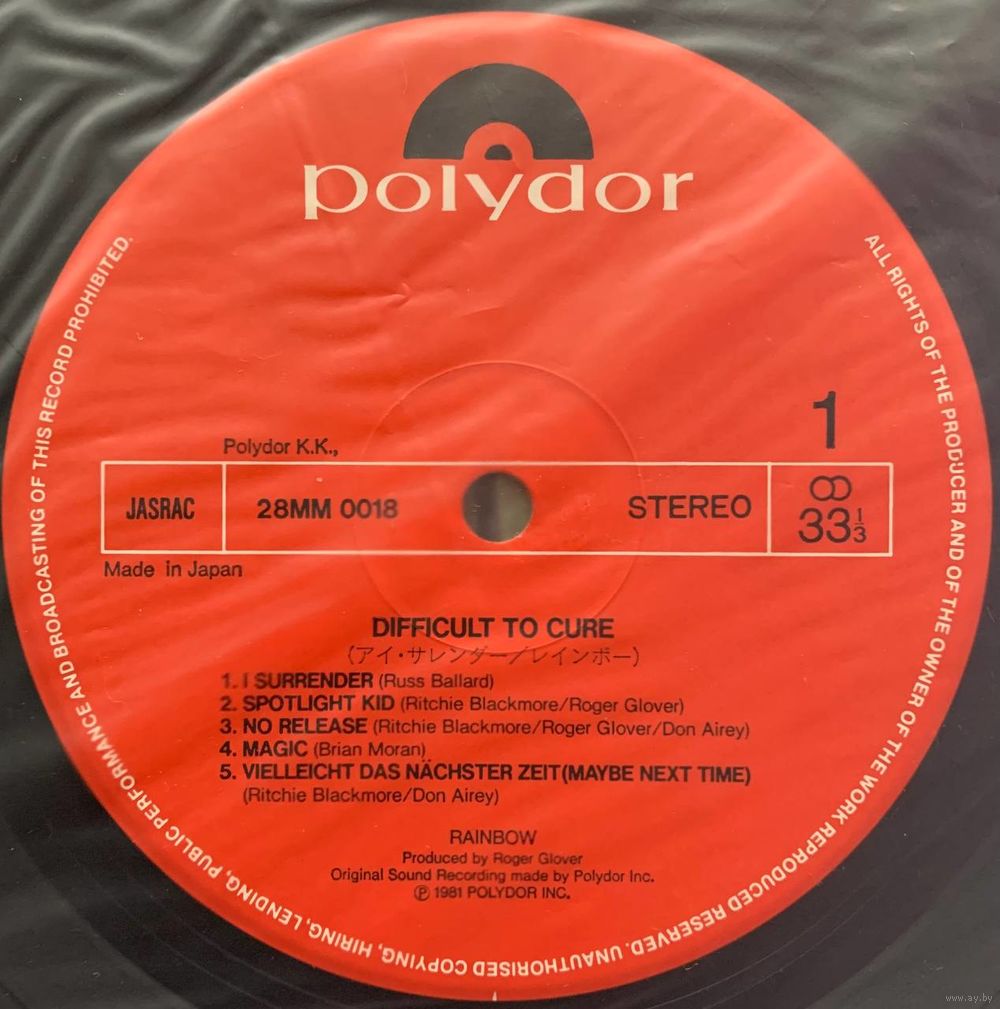 polydor
ALL RIGHTS OF THE PRODUCER AND OF THE OWNER OF THE WORK REPRODUCED RESERVED. UNAUTHORISED COPYING, HIRING, LENDING, PUBLIC PERFORMANCE AND BROADCASTING OF THIS RECORD PROHIBITED.
1
Polydor K.K.,
JASRAC 28MM 0018 STEREO ꝏ 33⅓
Made in Japan
DIFFICULT TO CURE
(アイ・サレンダー/レインボー)
1. I SURRENDER (Russ Ballard)
2. SPOTLIGHT KID (Ritchie Blackmore/Roger Glover)
3. NO RELEASE (Ritchie Blackmore/Roger Glover/Don Airey)
4. MAGIC (Brian Moran)
5. VIELLEICHT DAS NÄCHSTER ZEIT(MAYBE NEXT TIME)
(Ritchie Blackmore/Don Airey)
RAINBOW
Produced by Roger Glover
Original Sound Recording made by Polydor Inc.
℗ 1981 POLYDOR INC.
www.ay.by